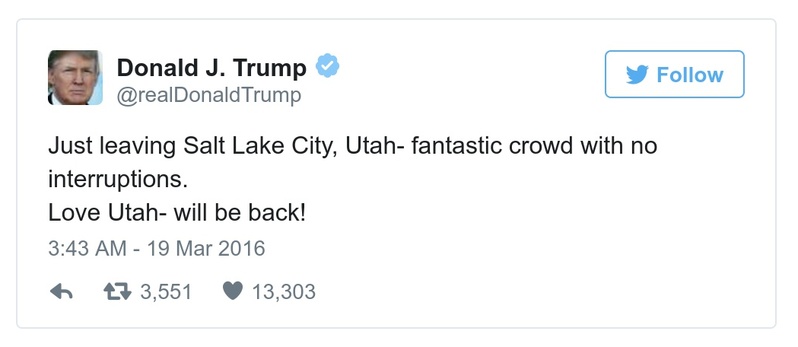 Donald J. Trump
@realDonaldTrump
Follow
Just leaving Salt Lake City, Utah- fantastic crowd with no
interruptions.
Love Utah- will be back!
3:43 AM - 19 Mar 2016
3,551 13,303